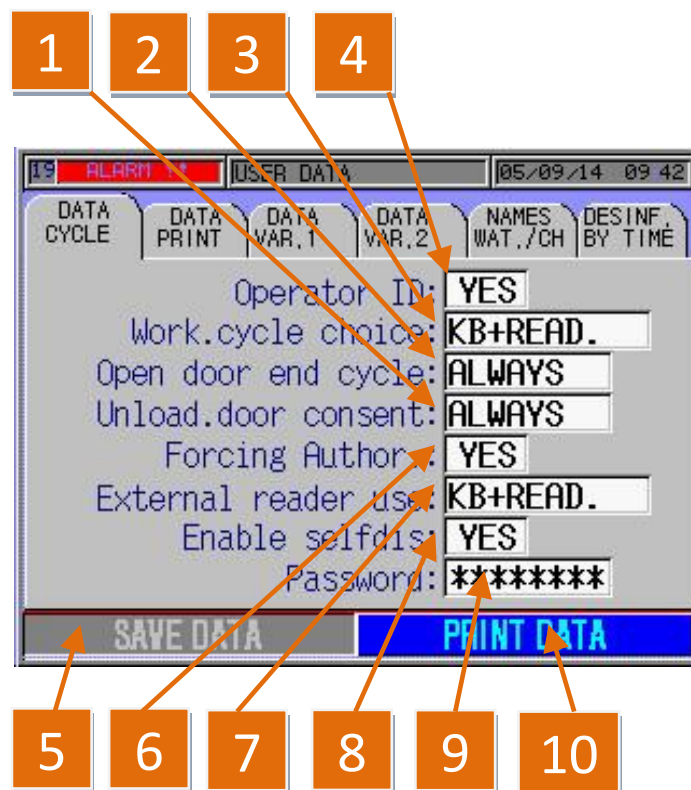 1 2 3 4
19 ALARM USER DATA 05/09/14 09 42
DATA CYCLE DATA PRINT DATA VAR.1 DATA VAR.2 NAMES WAT./CH DESINF. BY TIME
Operator ID: YES
Work.cycle choice: KB+READ.
Open door end cycle: ALWAYS
Unload.door consent: ALWAYS
Forcing Author.: YES
External reader use: KB+READ.
Enable selfdis: YES
Password: ********
SAVE DATA PRINT DATA
5 6 7 8 9 10